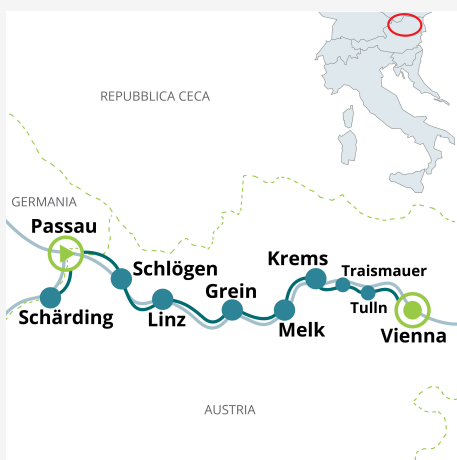 REPUBBLICA CECA
GERMANIA
Passau
Schlögen
Krems
Traismauer
Grein
Schärding
Linz
Melk
Tulln
Vienna
AUSTRIA